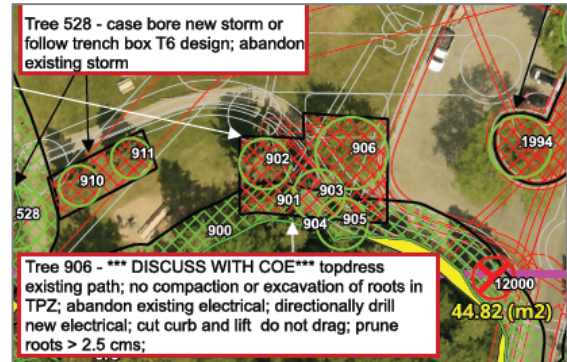 Tree 528 - case bore new storm or
follow trench box T6 design; abandon
existing storm
911
910
902
906
1994
903
901
528
904
905
900
Tree 906 - *** DISCUSS WITH COE*** topdress
existing path; no compaction or excavation of roots in
TPZ; abandon existing electrical; directionally drill
new electrical; cut curb and lift do not drag; prune
roots > 2.5 cms;
12000
44.82 (m2)